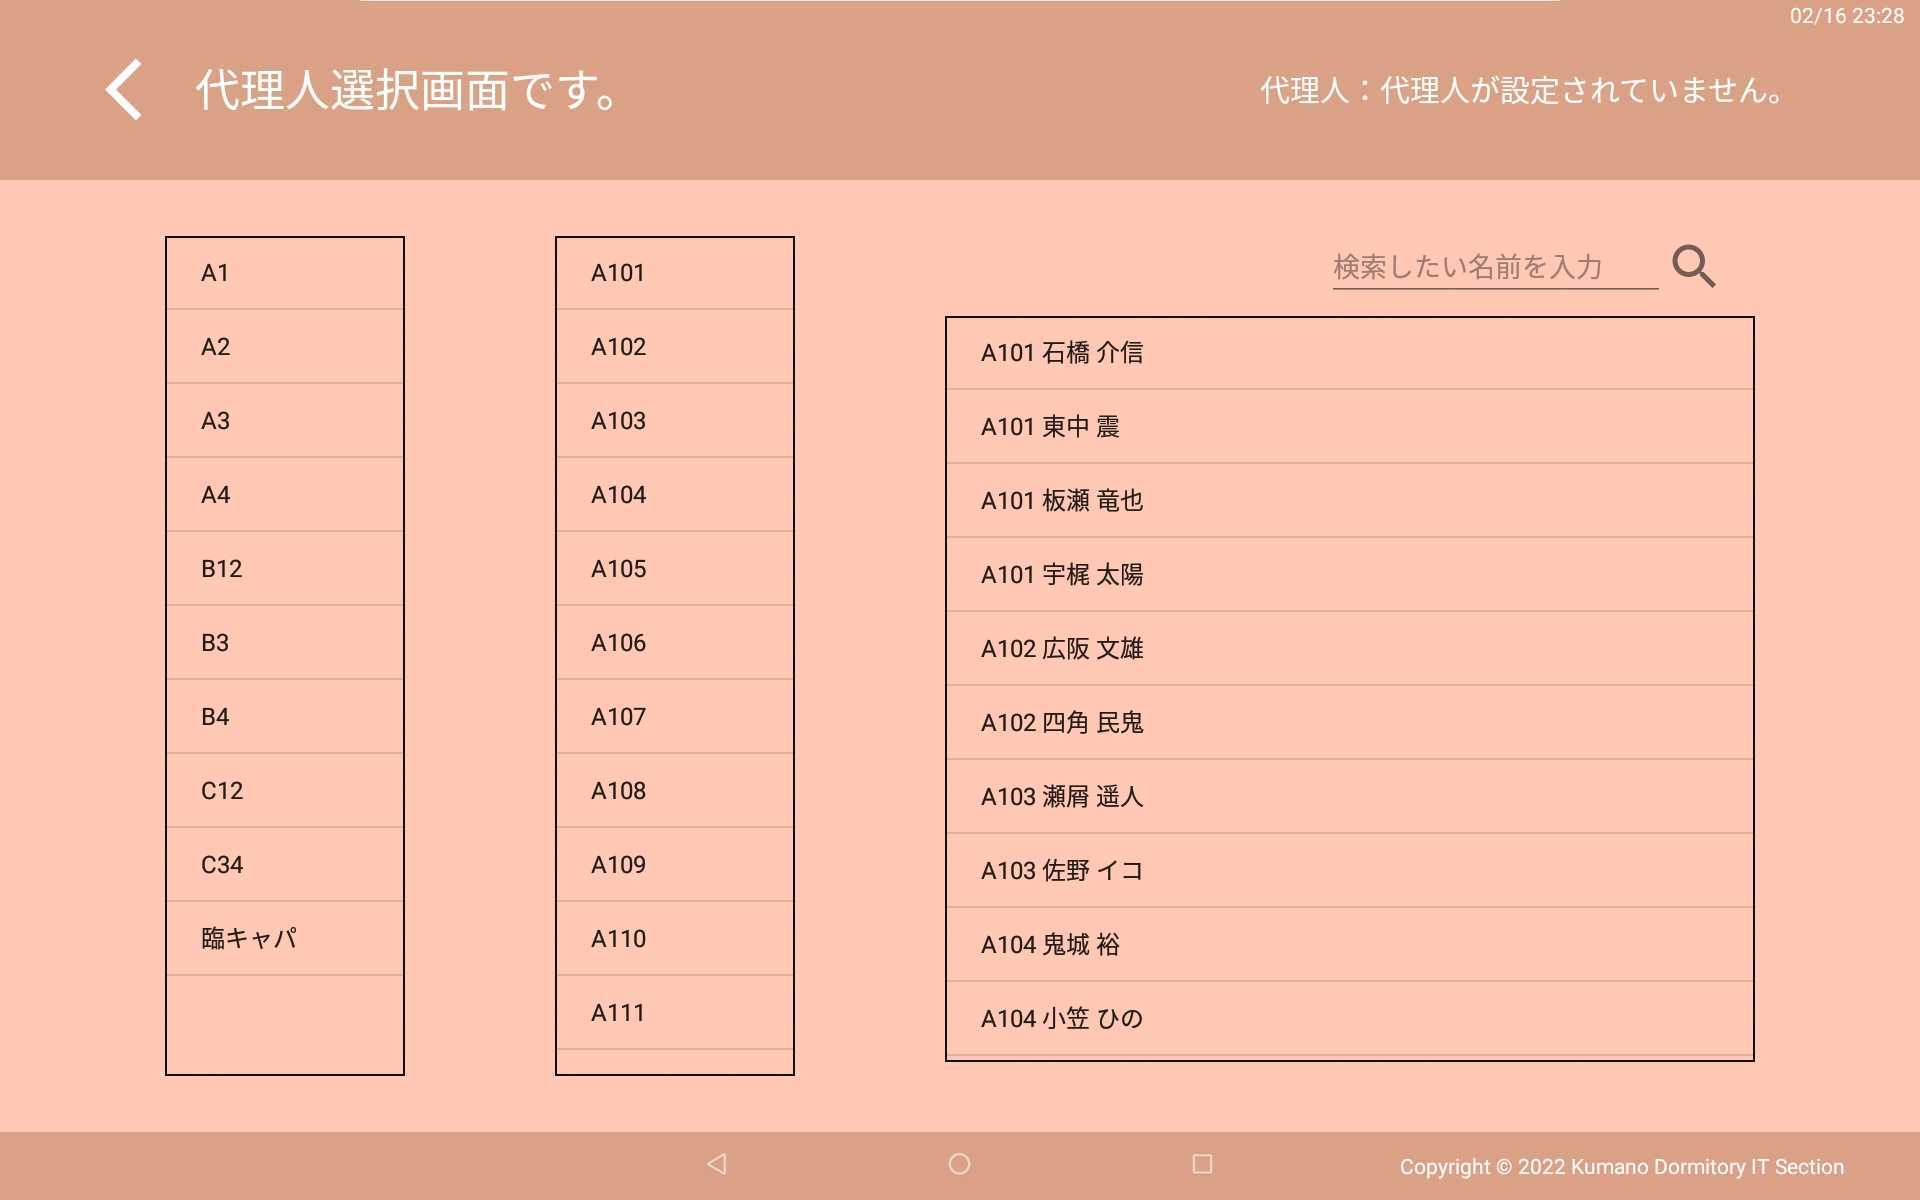 02/16 23:28
代理人選択画面です。
代理人：代理人が設定されていません。
A1
A2
A3
A4
B12
B3
B4
C12
C34
臨キャパ
A101
A102
A103
A104
A105
A106
A107
A108
A109
A110
A111
検索したい名前を入力
A101 石橋 介信
A101 東中 震
A101 板瀬 竜也
A101 宇梶 太陽
A102 広阪 文雄
A102 四角 民鬼
A103 瀬屑 遥人
A103 佐野 イコ
A104 鬼城 裕
A104 小笠 ひの
Copyright © 2022 Kumano Dormitory IT Section